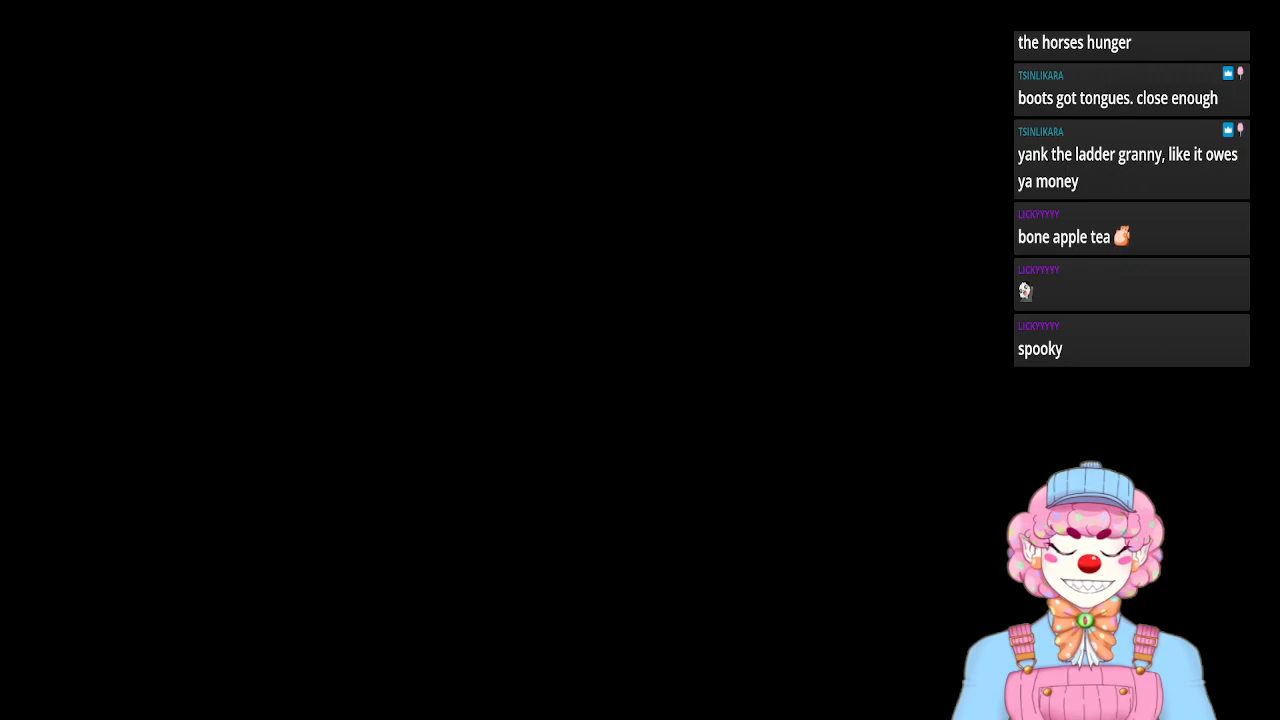 the horses hunger
TSINLIKARA
boots got tongues. close enough
TSINLIKARA
yank the ladder granny, like it owes
ya money
LICKYYYYY
bone apple tea
LICKYYYYY
LICKYYYYY
spooky